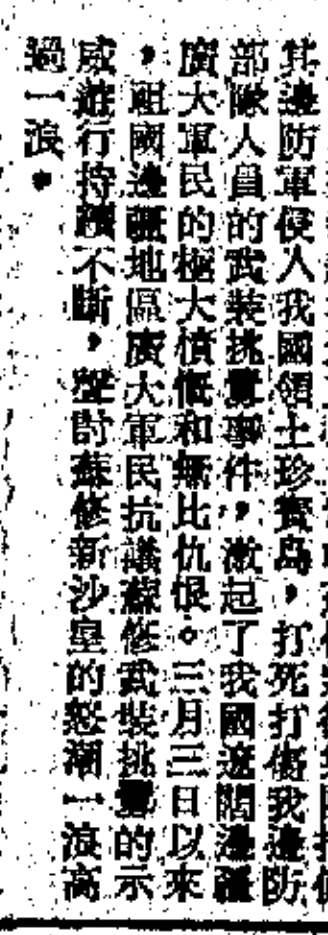 其邊防軍侵入我國領土珍寶島，打死打傷我邊防
部隊人員的武裝挑釁事件，激起了我國遼闊邊疆
廣大軍民的極大憤慨和無比仇恨。三月三日以來
，祖國邊疆地區廣大軍民抗議蘇修武裝挑釁的示
威遊行持續不斷，聲討蘇修新沙皇的怒潮一浪高
過一浪。